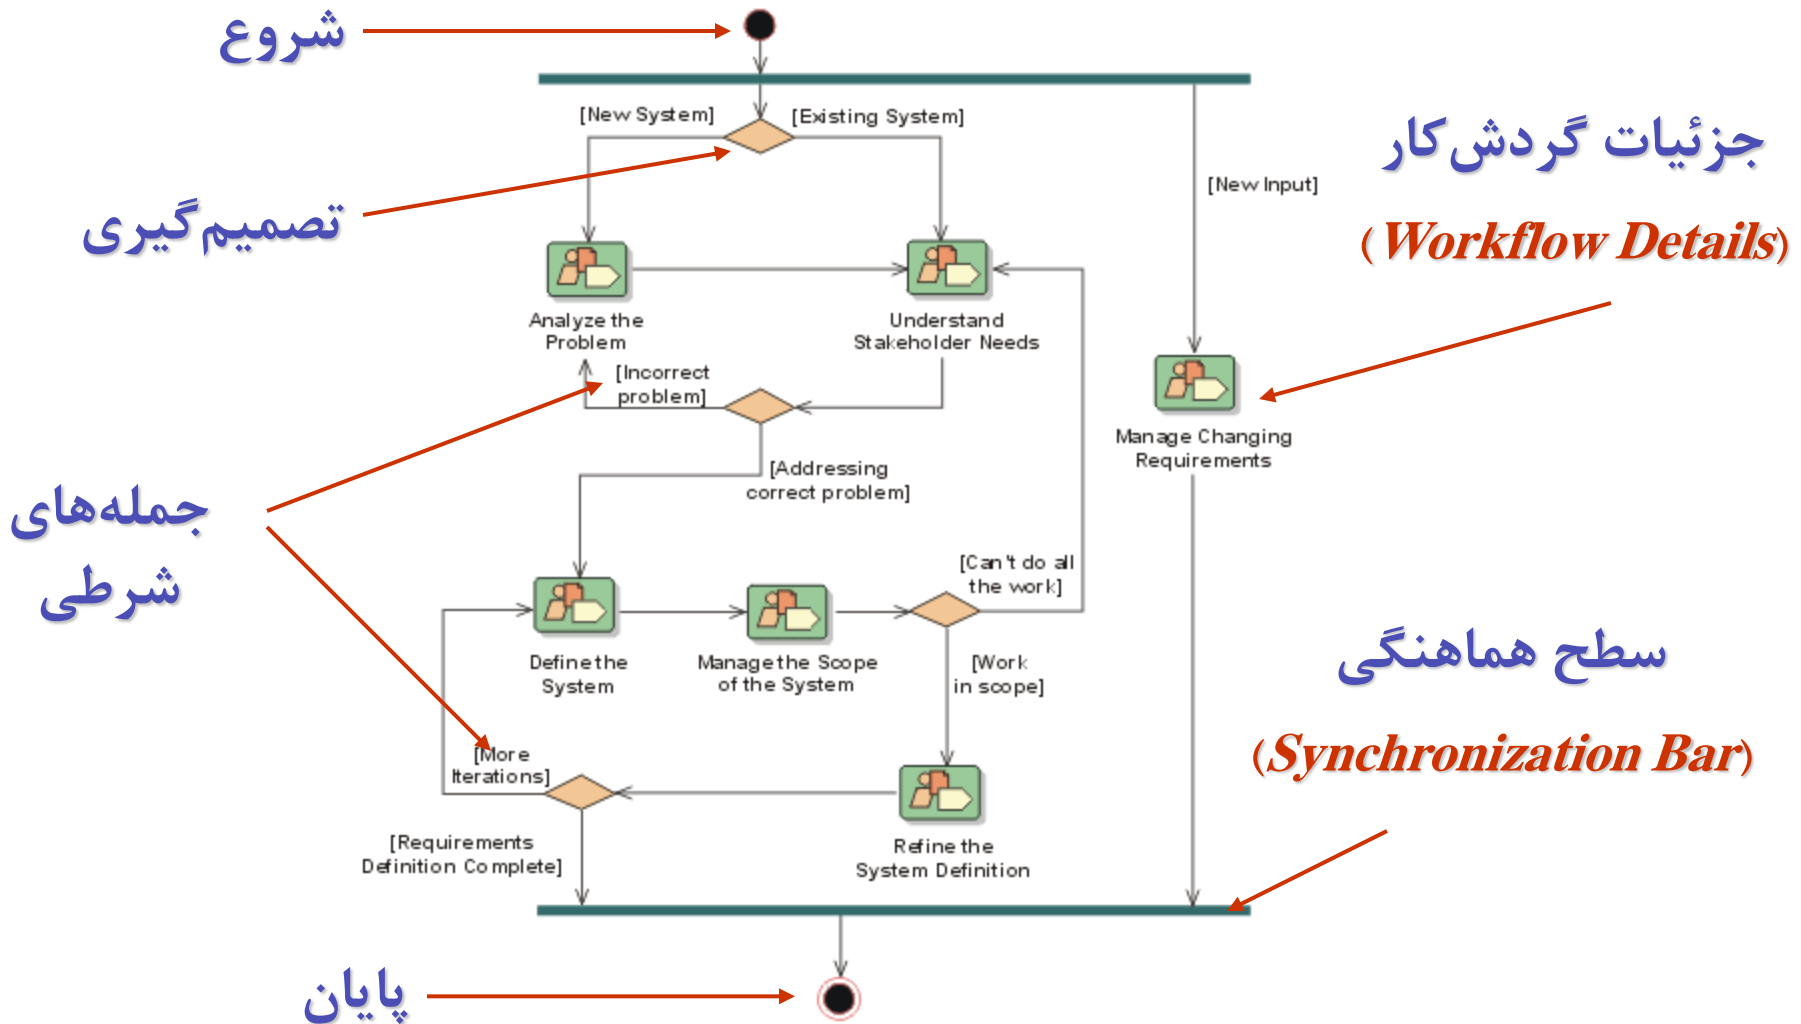 شروع
[New System]
[Existing System]
جزئیات گردش‌کار
[New Input]
تصمیم‌گیری
(Workflow Details)
Analyze the
Problem
Understand
Stakeholder Needs
[Incorrect
problem]
Manage Changing
Requirements
[Addressing
correct problem]
جمله‌های
شرطی
[Can't do all
the work]
Define the
System
Manage the Scope
of the System
[Work
in scope]
سطح هماهنگی
(Synchronization Bar)
[More
Iterations]
[Requirements
Definition Complete]
Refine the
System Definition
پایان